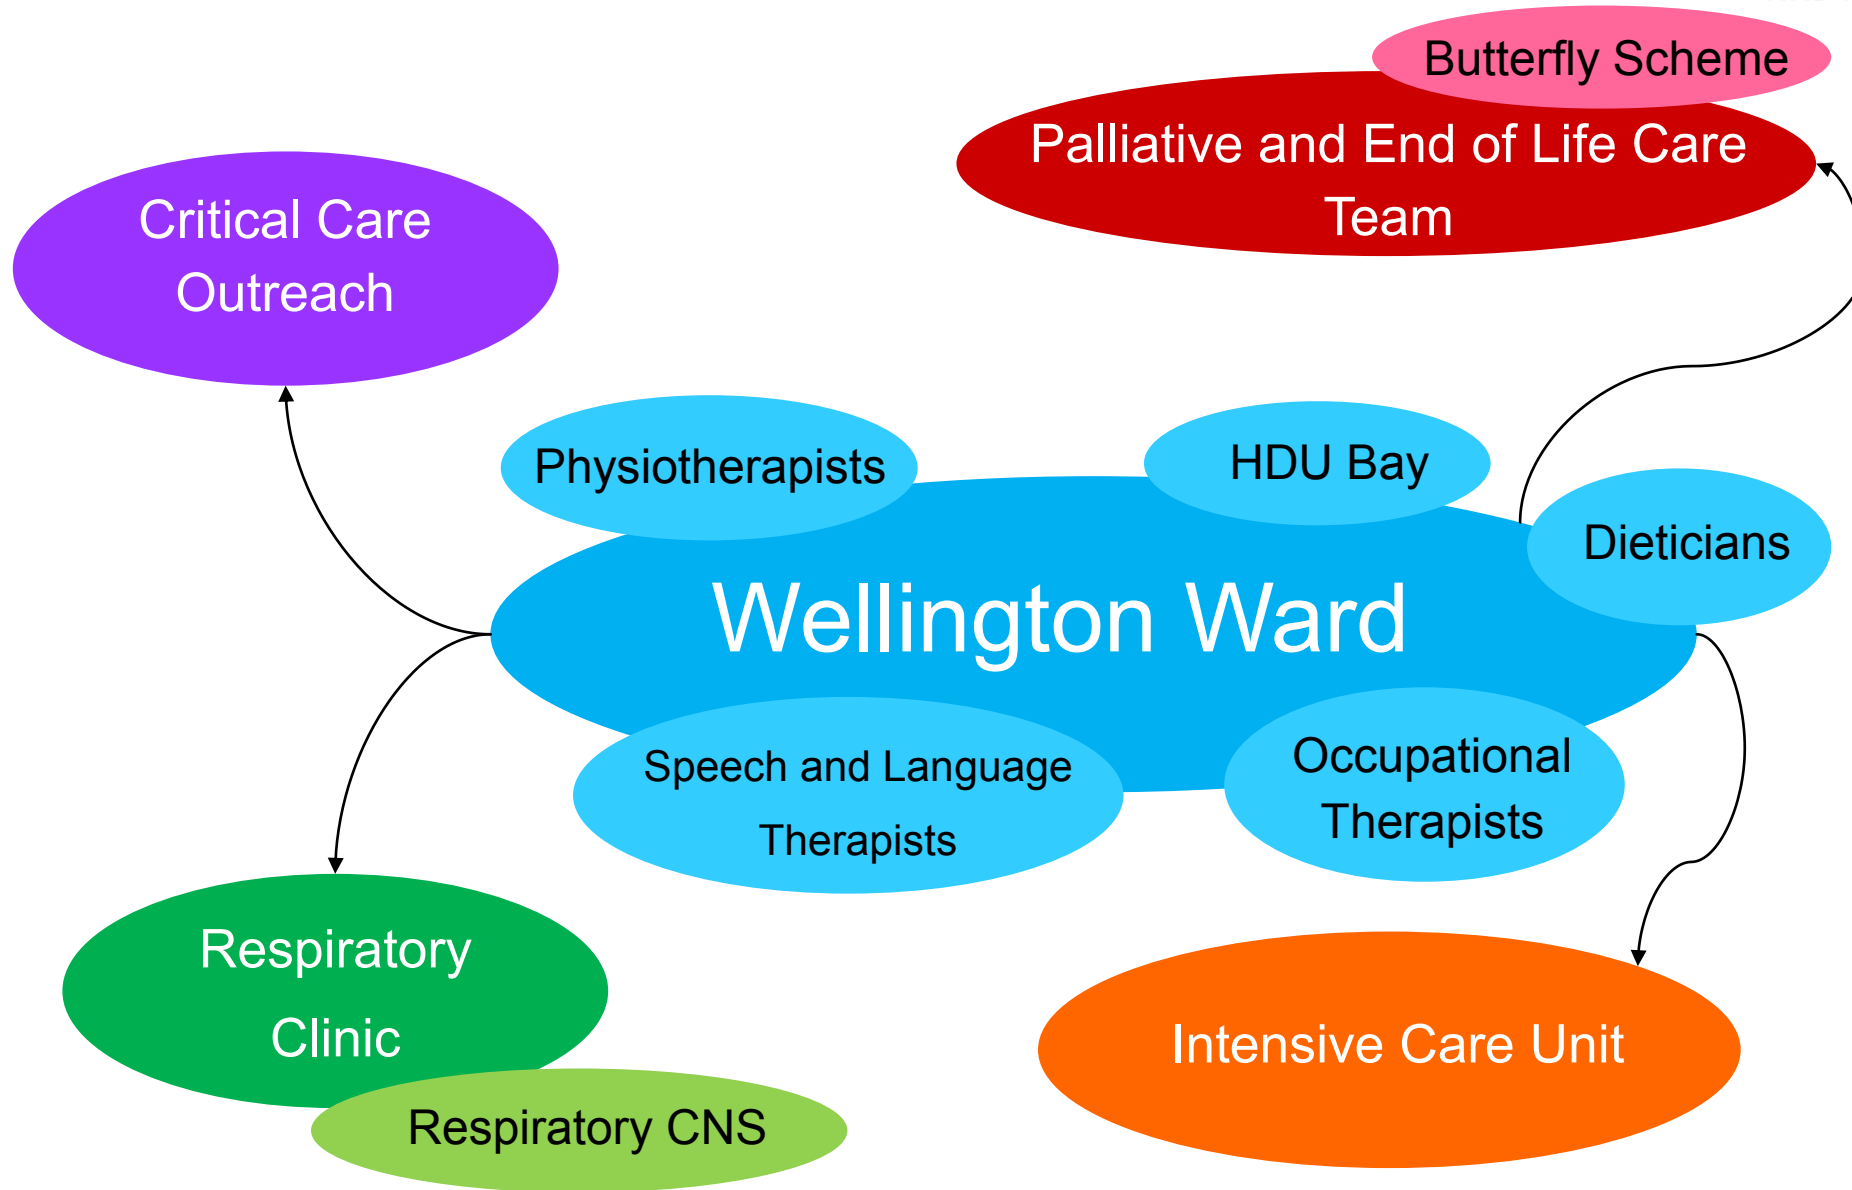 Butterfly Scheme
Palliative and End of Life Care
Team
Critical Care
Outreach
Physiotherapists
HDU Bay
Dieticians
Wellington Ward
Speech and Language
Therapists
Occupational
Therapists
Respiratory
Clinic
Respiratory CNS
Intensive Care Unit